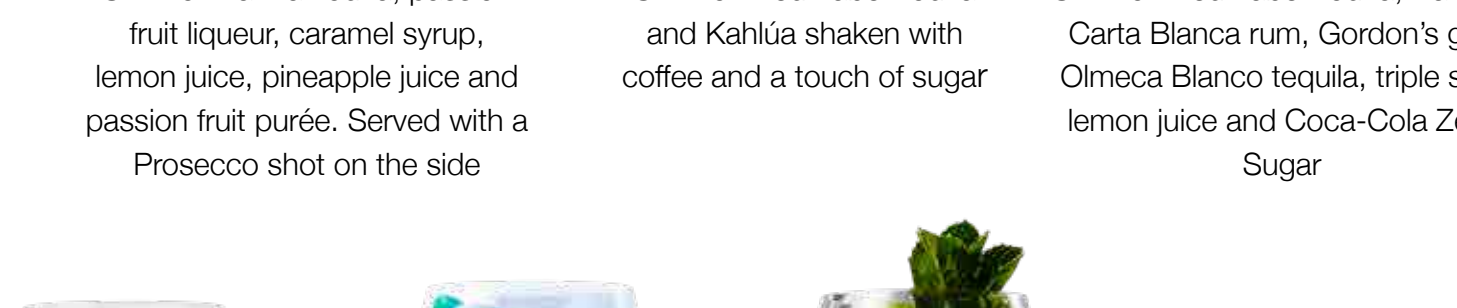 fruit liqueur, caramel syrup,
lemon juice, pineapple juice and
passion fruit purée. Served with a
Prosecco shot on the side
and Kahlúa shaken with
coffee and a touch of sugar
Carta Blanca rum, Gordon's
Olmeca Blanco tequila, triple
lemon juice and Coca-Cola
Sugar